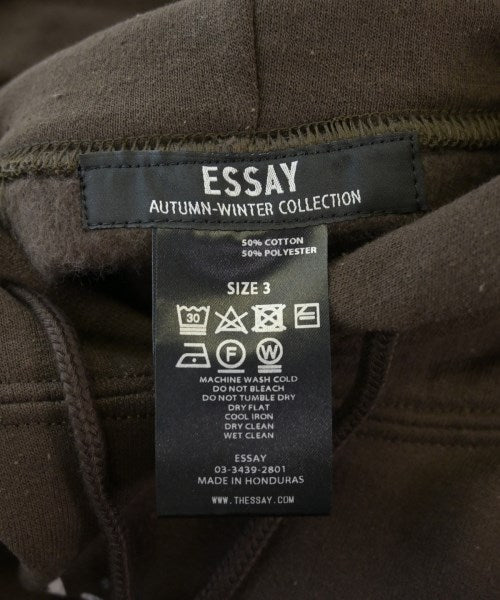 ESSAY
AUTUMN-WINTER COLLECTION
50% COTTON
50% POLYESTER
SIZE 3
30
F W
MACHINE WASH COLD
DO NOT BLEACH
DO NOT TUMBLE DRY
DRY FLAT
COOL IRON
DRY CLEAN
WET CLEAN
ESSAY
03-3439-2801
MADE IN HONDURAS
WWW.THESSAY.COM